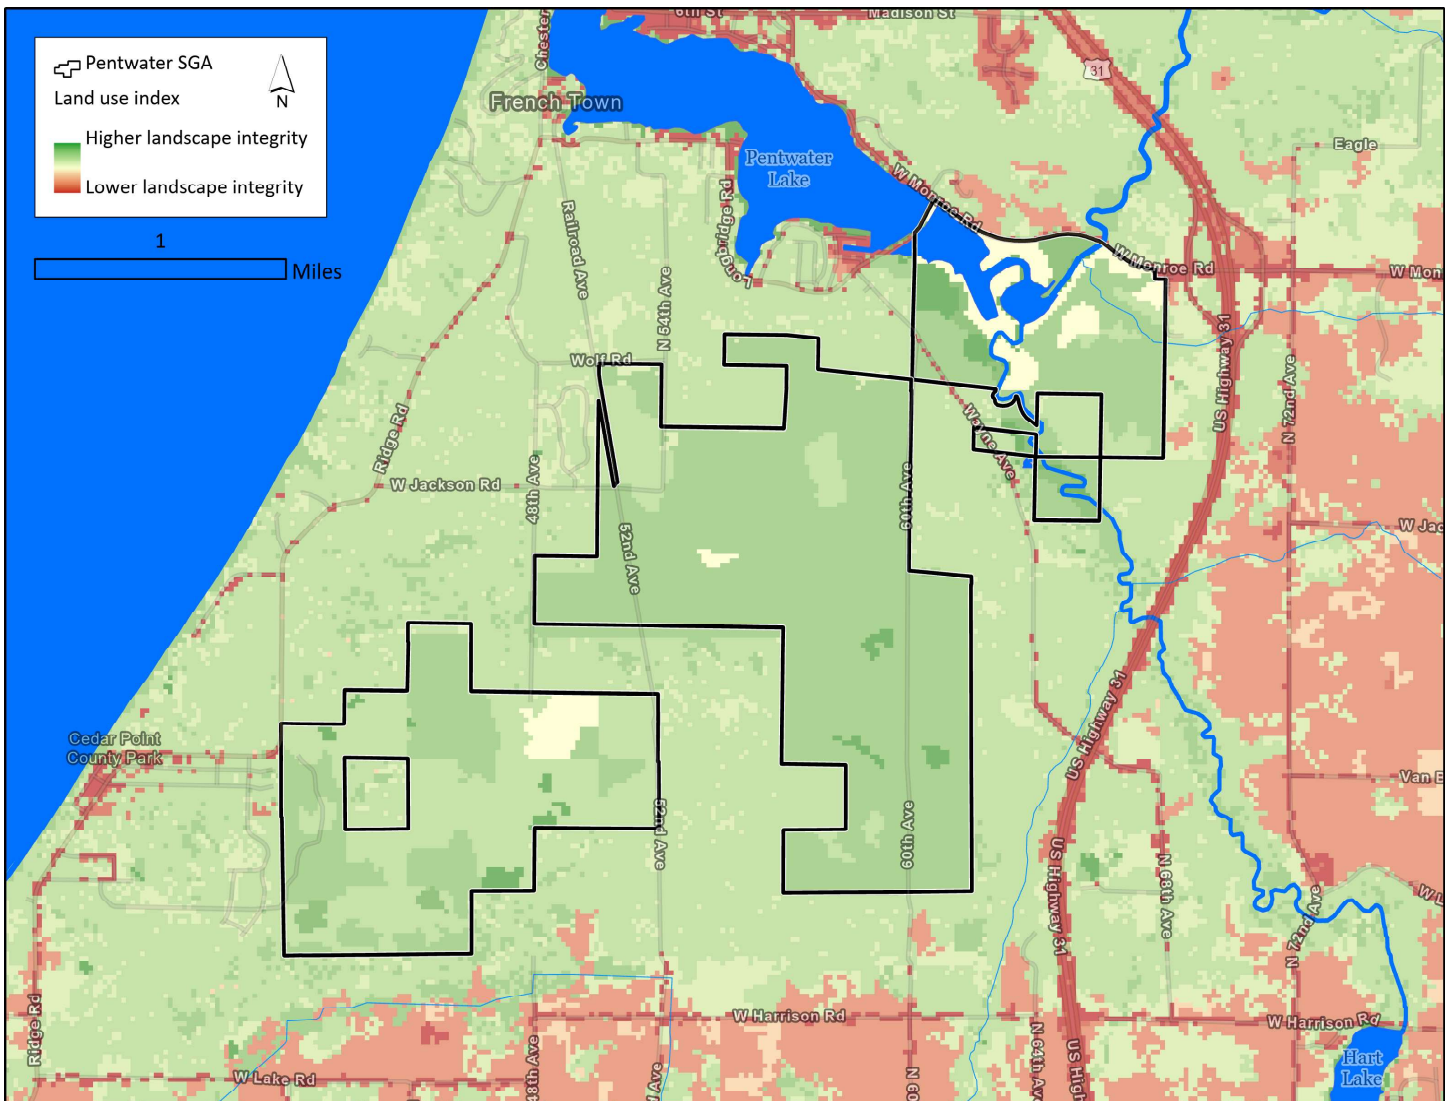 6th St
Madison St
Chester
Pentwater SGA
Land use index
N
Higher landscape integrity
Lower landscape integrity
1
Miles
French Town
31
Eagle
Pentwater
Lake
W Monroe Rd
Longbridge Rd
Railroad Ave
N 54th Ave
W Monroe Rd
W Mon
Wolf Rd
US Highway 31
N 72nd Ave
Ridge Rd
Wayne Ave
W Jackson Rd
48th Ave
60th Ave
52nd Ave
W Jac
US Highway 31
Cedar Point
County Park
Van E
52nd Ave
60th Ave
US Highway 31
N 68th Ave
W L
N 72nd Ave
Ridge Rd
W Harrison Rd
W Harrison Rd
N 64th Av
US Hig
Hart
Lake
W Lake Rd
48th Ave
Ave
N 60